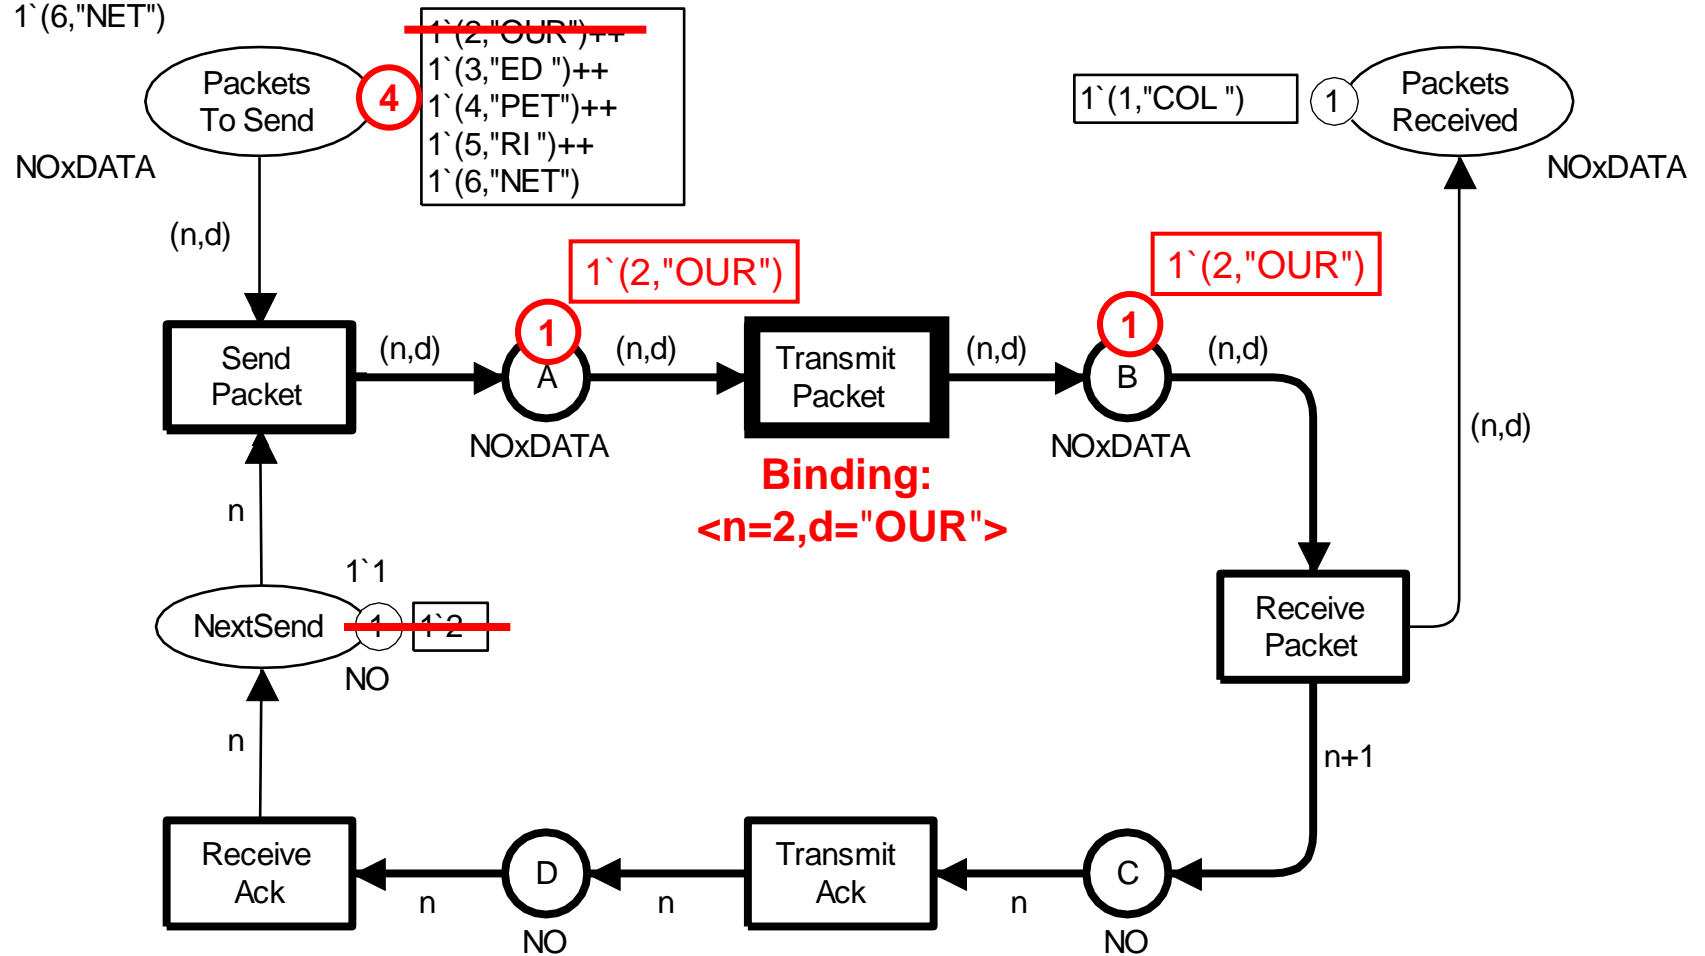 1`(6,"NET")
1`(2,"OUR")++
1`(3,"ED ")++
1`(4,"PET")++
1`(5,"RI ")++
1`(6,"NET")
Packets
To Send
4
NOxDATA
1`(1,"COL ")
1
Packets
Received
NOxDATA
(n,d)
1`(2,"OUR")
1`(2,"OUR")
Send
Packet
(n,d)
1
A
NOxDATA
(n,d)
Transmit
Packet
(n,d)
1
B
NOxDATA
(n,d)
(n,d)
Binding:
<n=2,d="OUR">
n
1`1
NextSend
1
1`2
NO
Receive
Packet
n
n+1
Receive
Ack
n
D
NO
n
Transmit
Ack
n
C
NO